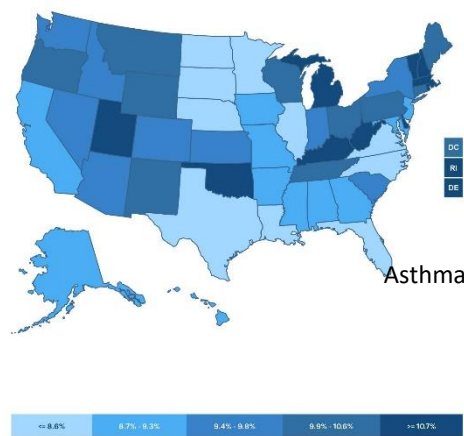 DC
RI
DE
Asthma
<= 8.6%
8.7% - 9.3%
9.4% - 9.8%
9.9% - 10.6%
>= 10.7%